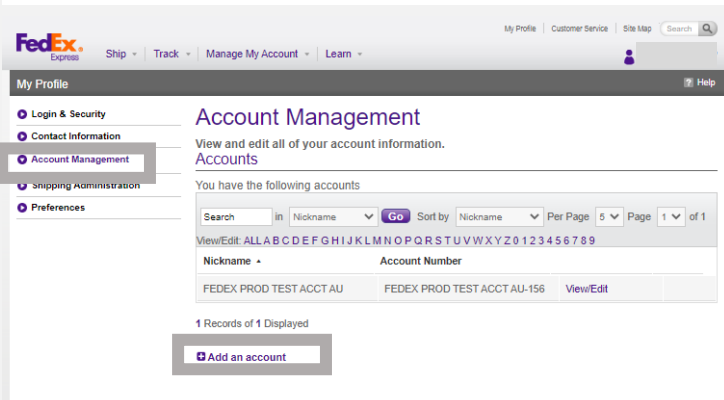 My Profile Customer Service Site Map Search
FedEx®
Express
Ship Track Manage My Account Learn
My Profile Help
Login & Security
Contact Information
Account Management
Shipping Administration
Preferences
Account Management
View and edit all of your account information.
Accounts
You have the following accounts
Search in Nickname Go Sort by Nickname Per Page 5 Page 1 of 1
View/Edit: ALL A B C D E F G H I J K L M N O P Q R S T U V W X Y Z 0 1 2 3 4 5 6 7 8 9
Nickname Account Number
FEDEX PROD TEST ACCT AU FEDEX PROD TEST ACCT AU-156 View/Edit
1 Records of 1 Displayed
Add an account